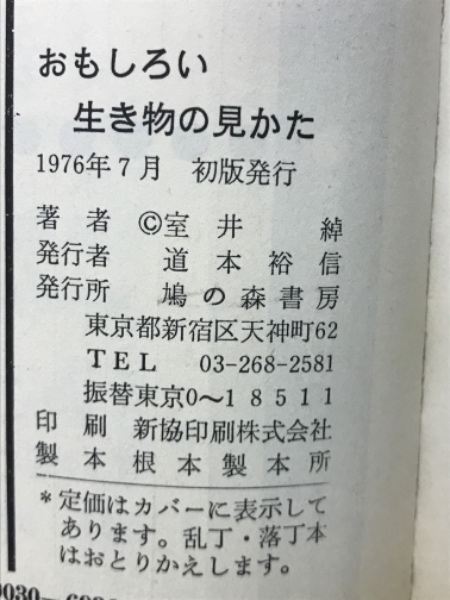 おもしろい
生き物の見かた
1976年7月 初版発行
著者 ©室井 綽
発行者 道本裕信
発行所 鳩の森書房
東京都新宿区天神町62
TEL 03-268-2581
振替東京0〜18511
印刷 新協印刷株式会社
製本 根本製本所
*定価はカバーに表示して
あります。乱丁・落丁本
はおとりかえします。